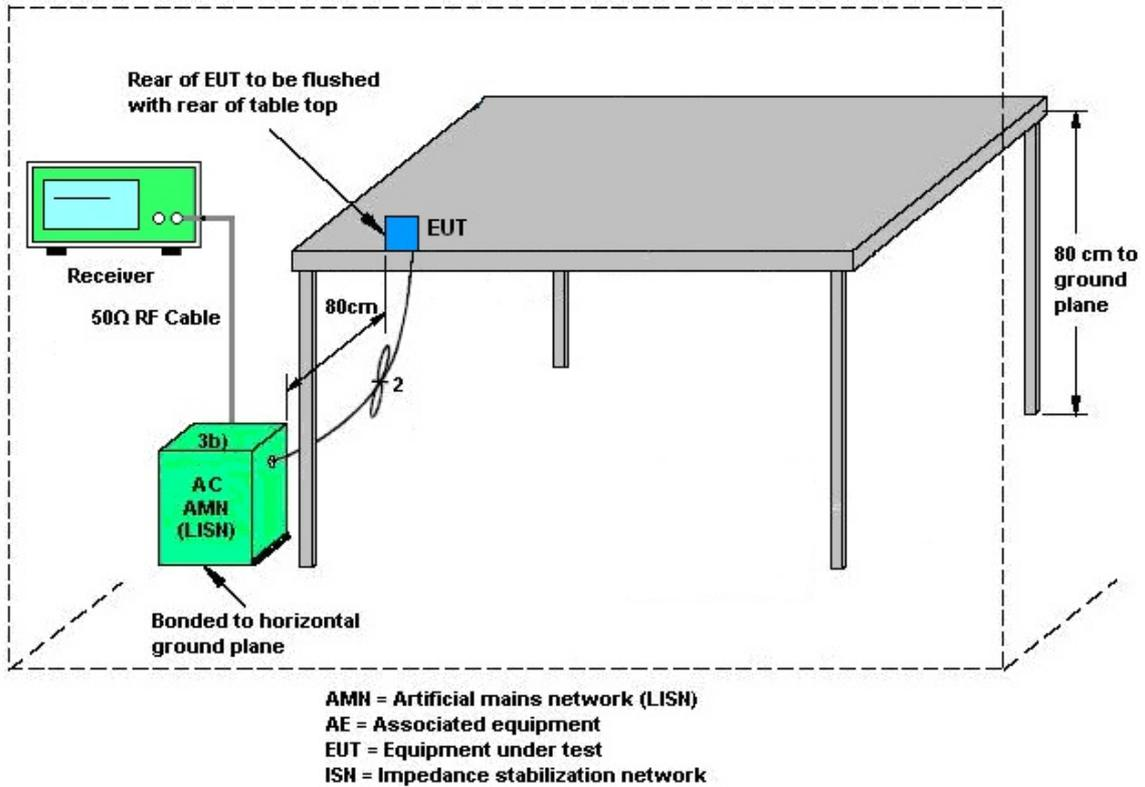 Rear of EUT to be flushed
with rear of table top
EUT
Receiver
50Ω RF Cable
80cm
2
80 cm to
ground
plane
3b)
AC
AMN
(LISN)
Bonded to horizontal
ground plane
AMN = Artificial mains network (LISN)
AE = Associated equipment
EUT = Equipment under test
ISN = Impedance stabilization network